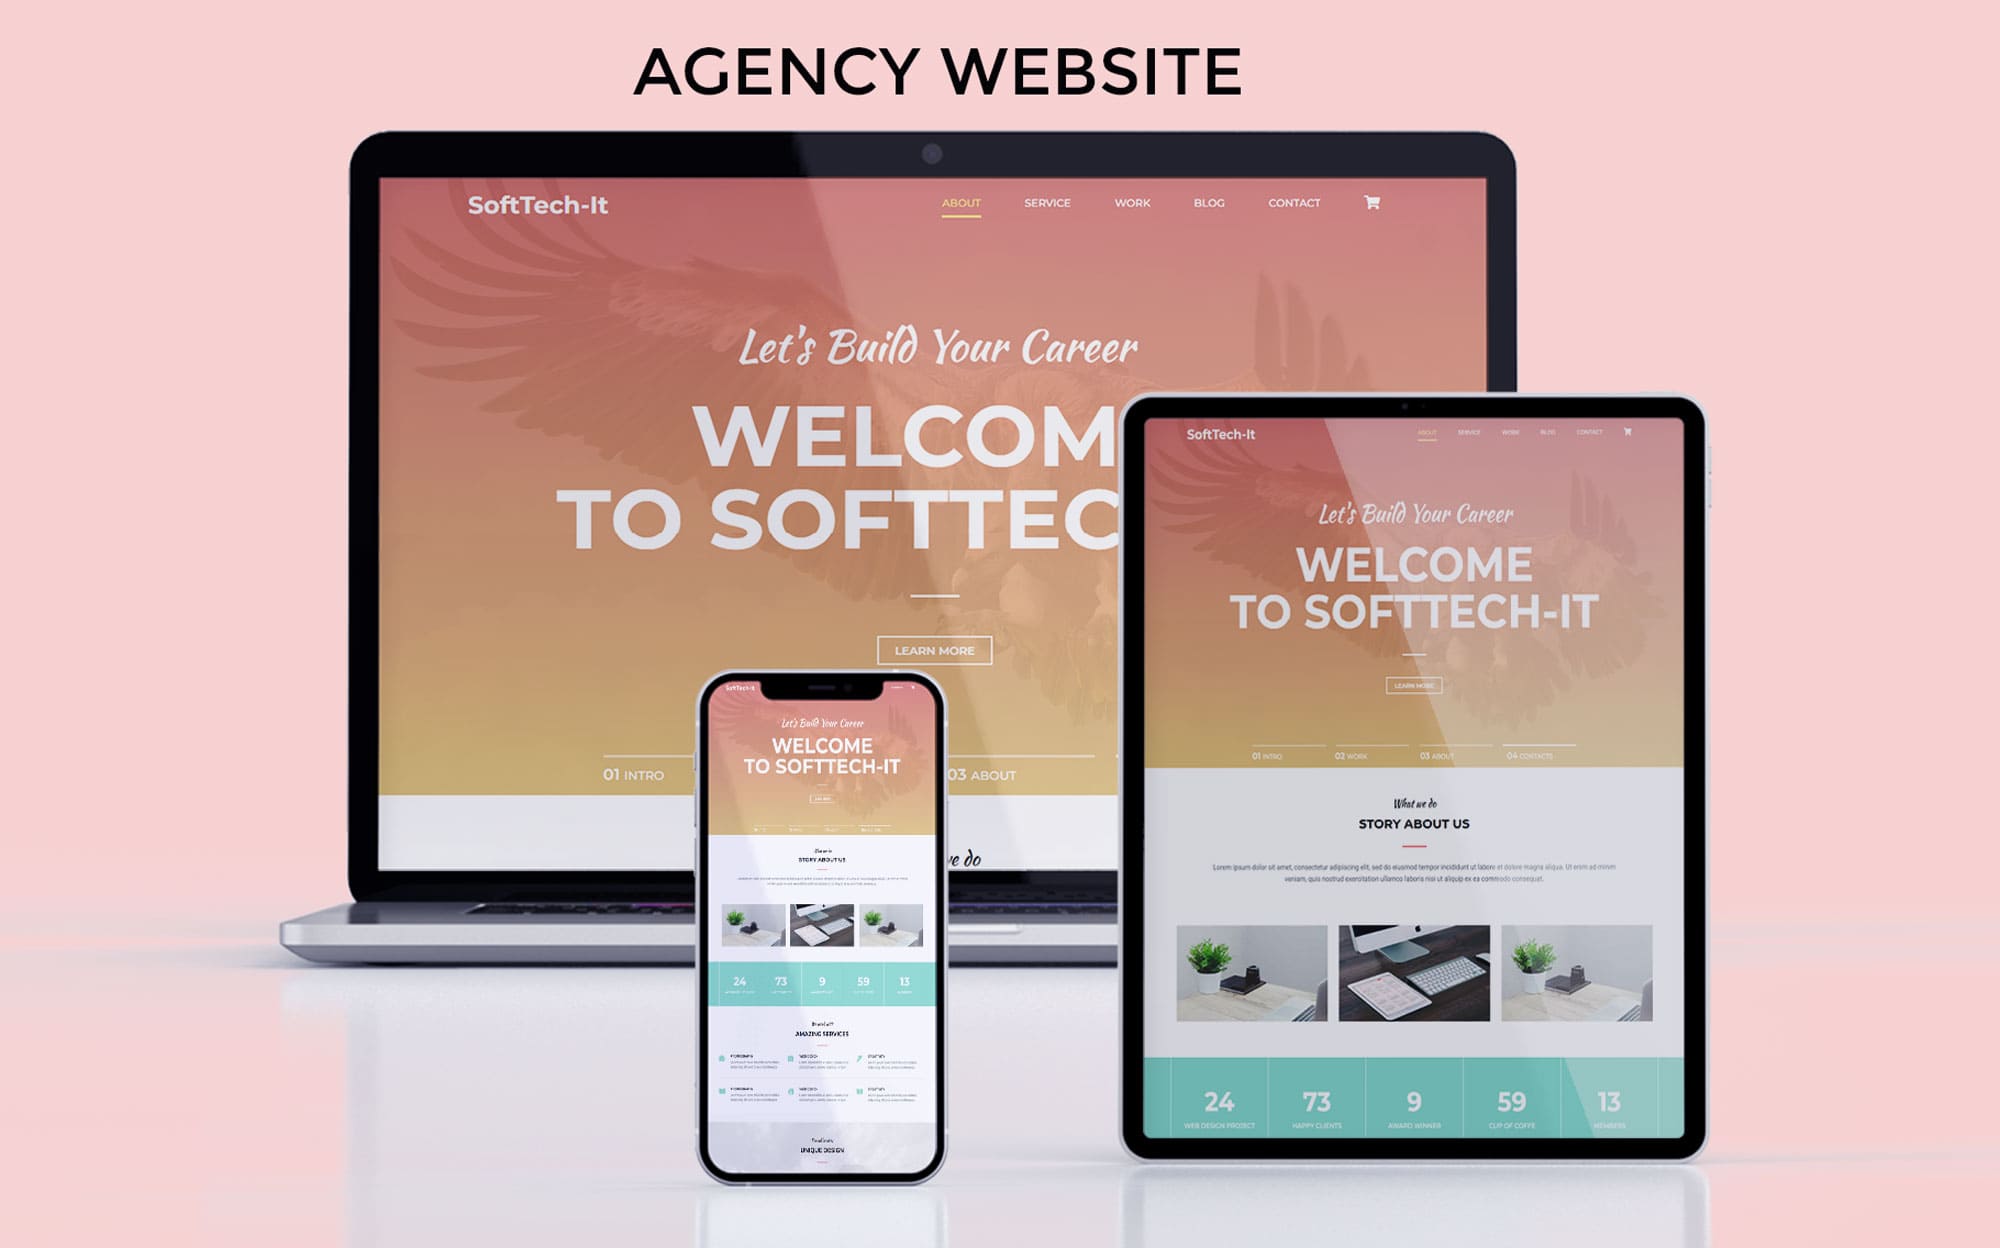 AGENCY WEBSITE
SoftTech-It
ABOUT SERVICE WORK BLOG CONTACT
Let's Build Your Career
WELCOM
TO SOFTTEC
LEARN MORE
01 INTRO
03 ABOUT
we do
SoftTech-It
ABOUT SERVICE WORK BLOG CONTACT
Let's Build Your Career
WELCOME
TO SOFTTECH-IT
LEARN MORE
01 INTRO 02 WORK 03 ABOUT 04 CONTACTS
What we do
STORY ABOUT US
Lorem ipsum dolor sit amet, consectetur adipiscing elit, sed do eiusmod tempor incididunt ut labore et dolore magna aliqua. Ut enim ad minim
veniam, quis nostrud exercitation ullamco laboris nisi ut aliquip ex ea commodo consequat.
24 73 9 59 13
WEB DESIGN PROJECT HAPPY CLIENTS AWARD WINNER CUP OF COFFE MEMBERS
SoftTech-It
Let's Build Your Career
WELCOME
TO SOFTTECH-IT
STORY ABOUT US
24 73 9 59 13
AMAZING SERVICES
UNIQUE DESIGN